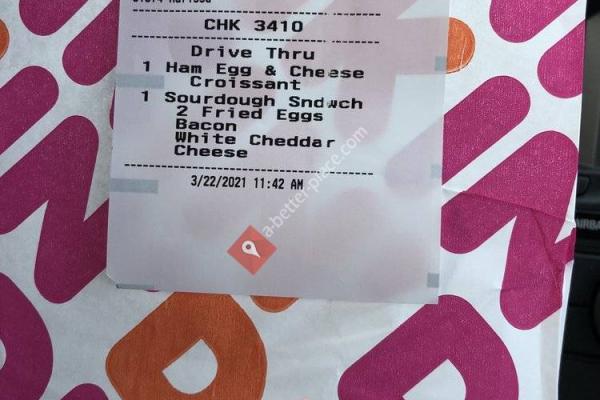 CHK 3410
Drive Thru
1 Ham Egg & Cheese
Croissant
1 Sourdough Sndwch
2 Fried Eggs
Bacon
White Cheddar
Cheese
3/22/2021 11:42 AM
a-better-place.com